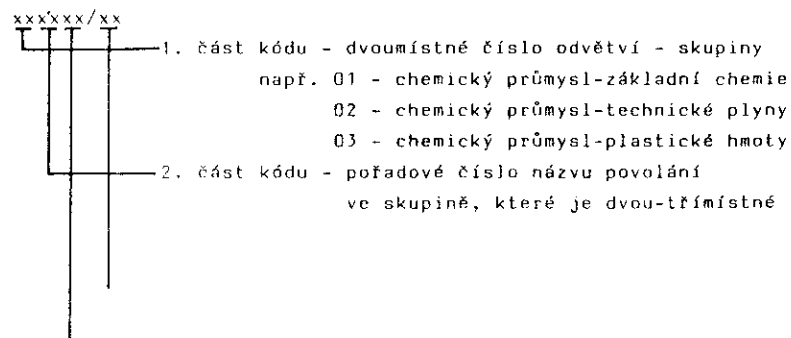 xxxxxx/xx
1. část kódu - dvoumístné číslo odvětví - skupiny
např. 01 - chemický průmysl-základní chemie
02 - chemický průmysl-technické plyny
03 - chemický průmysl-plastické hmoty
2. část kódu - pořadové číslo názvu povolání
ve skupině, které je dvou-třímístné